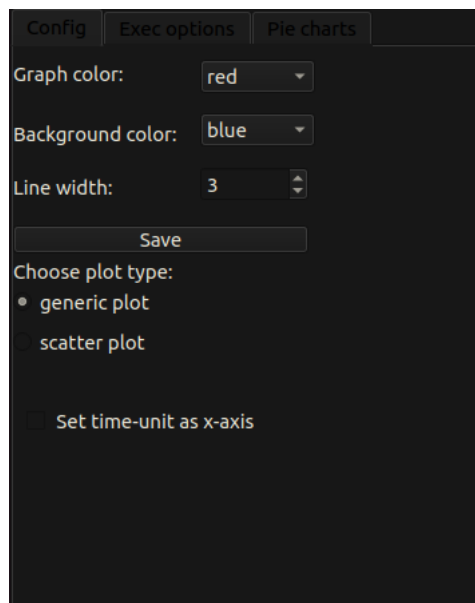 Config Exec options Pie charts
Graph color: red
Background color: blue
Line width: 3
Save
Choose plot type:
generic plot
scatter plot
Set time-unit as x-axis